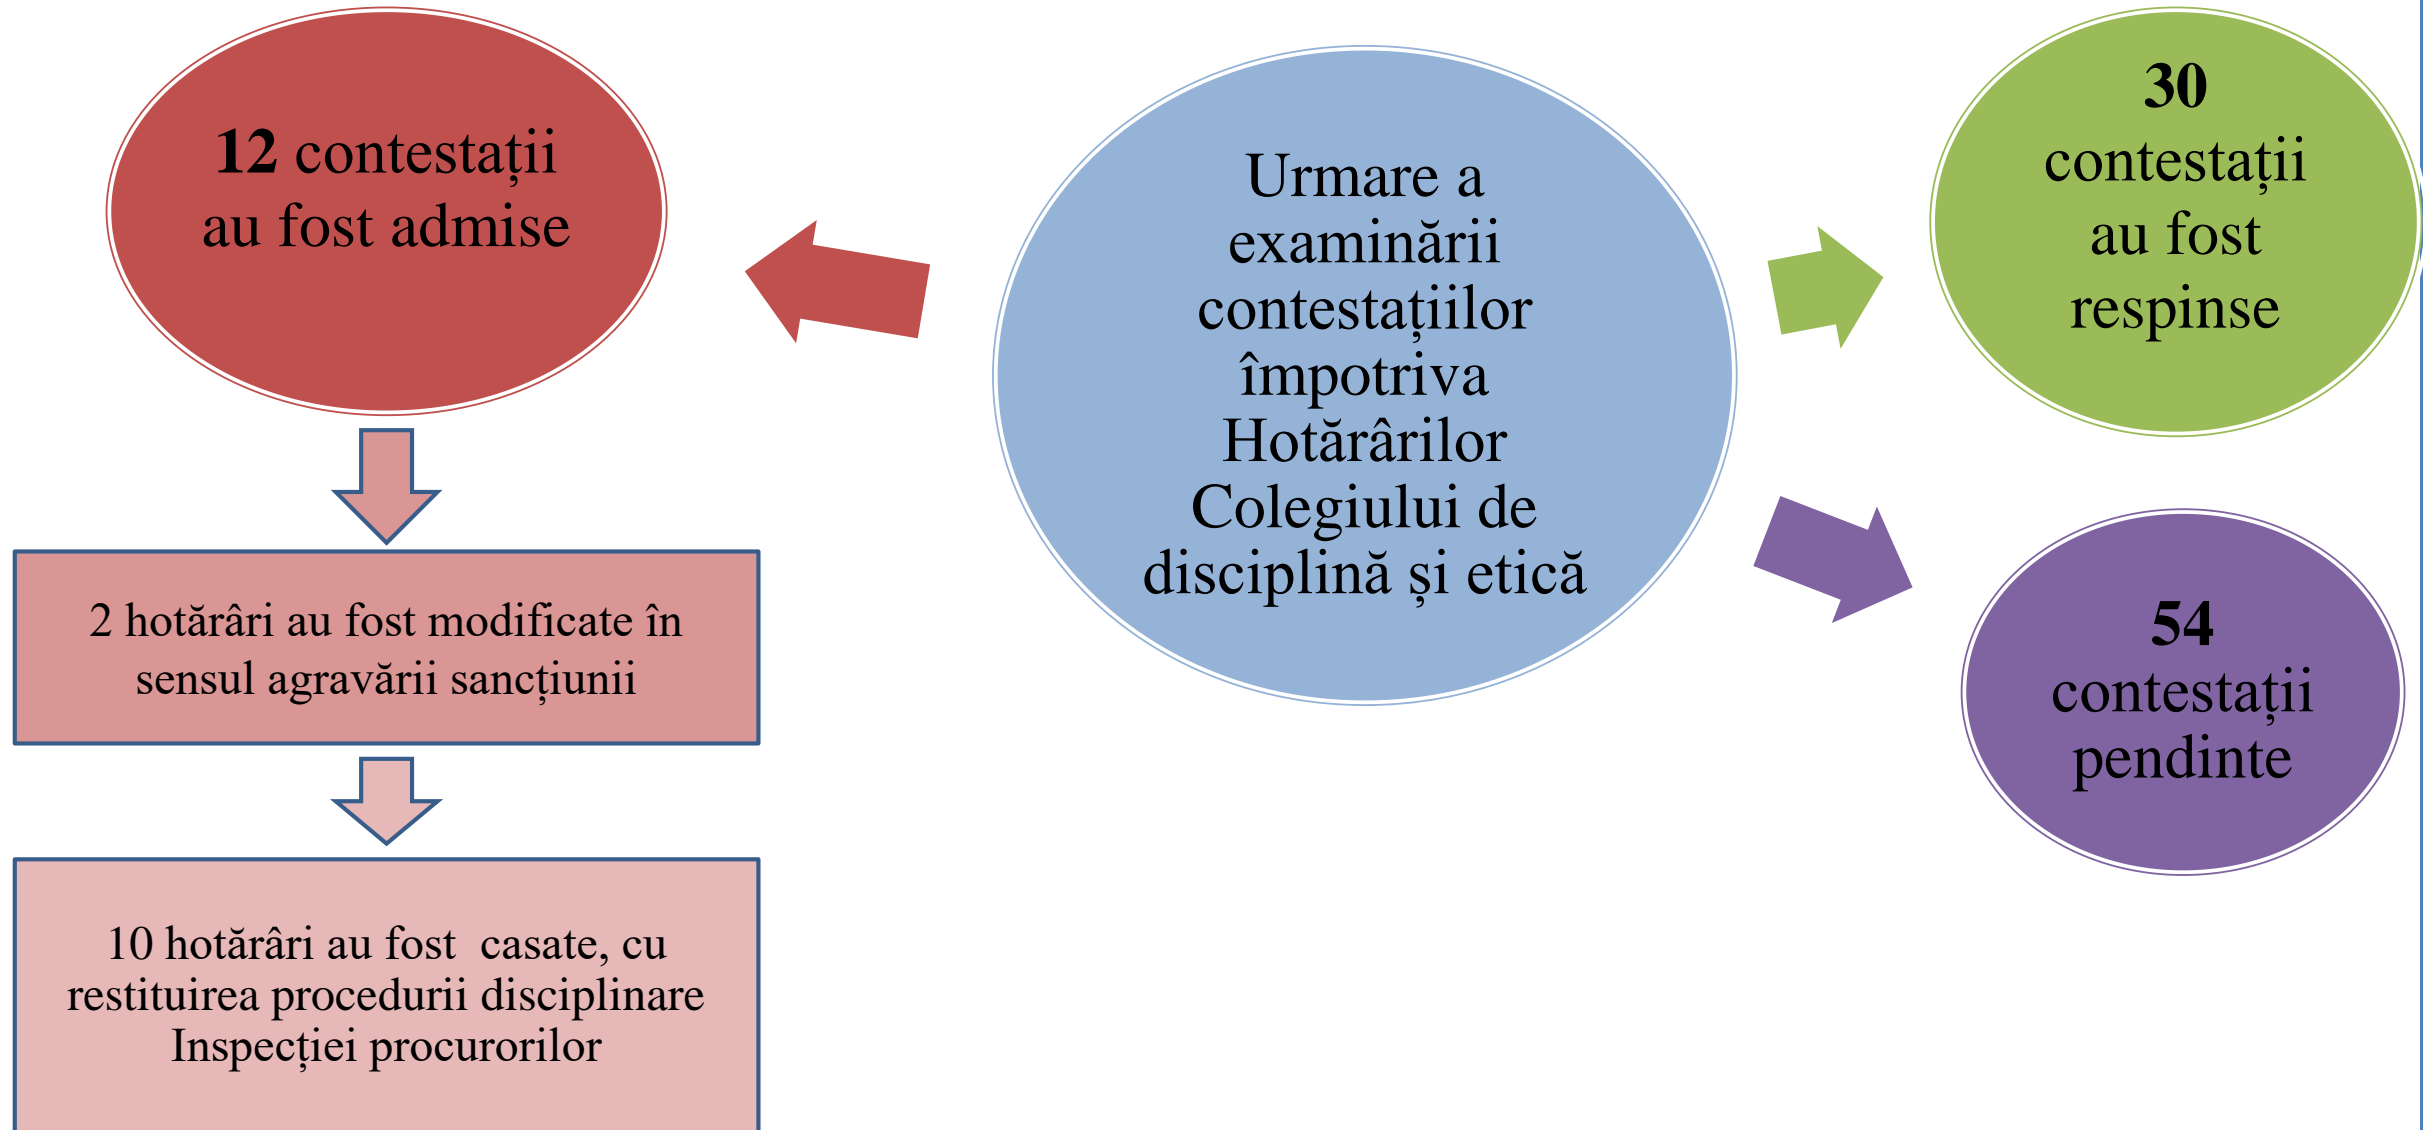 12 contestații
au fost admise
2 hotărâri au fost modificate în
sensul agravării sancțiunii
10 hotărâri au fost  casate, cu
restituirea procedurii disciplinare
Inspecției procurorilor
Urmare a
examinării
contestațiilor
împotriva
Hotărârilor
Colegiului de
disciplină și etică
30
contestații
au fost
respinse
54
contestații
pendinte